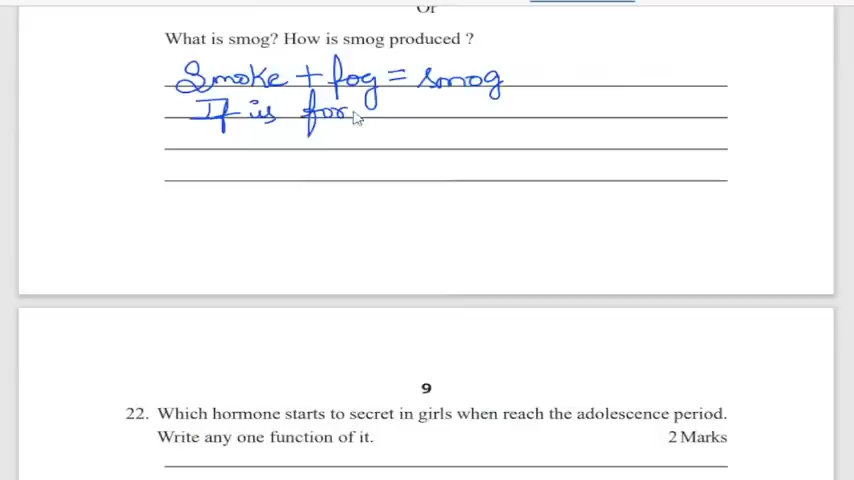 Or
What is smog? How is smog produced ?
Smoke + fog = smog
It is for
9
22. Which hormone starts to secret in girls when reach the adolescence period.
Write any one function of it. 2 Marks